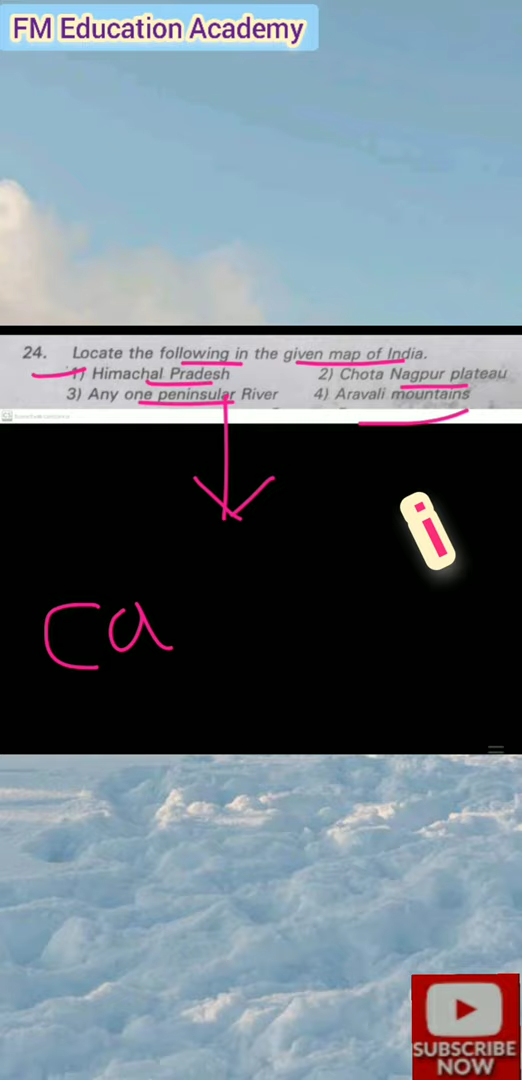 FM Education Academy
24. Locate the following in the given map of India.
1) Himachal Pradesh 2) Chota Nagpur plateau
3) Any one peninsular River 4) Aravali mountains
CS
i
Ca
SUBSCRIBE
NOW